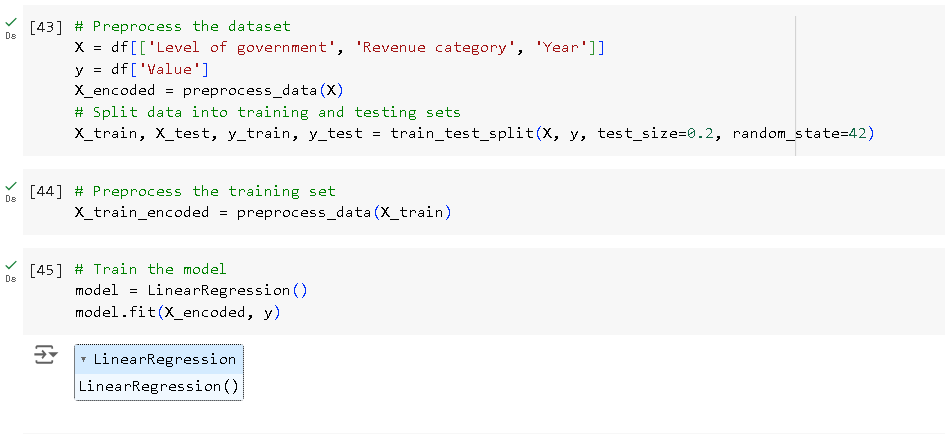 [43] # Preprocess the dataset
X = df[['Level of government', 'Revenue category', 'Year']]
y = df['Value']
X_encoded = preprocess_data(X)
# Split data into training and testing sets
X_train, X_test, y_train, y_test = train_test_split(X, y, test_size=0.2, random_state=42)
0s
[44] # Preprocess the training set
X_train_encoded = preprocess_data(X_train)
0s
[45] # Train the model
model = LinearRegression()
model.fit(X_encoded, y)
0s
▾ LinearRegression
LinearRegression()